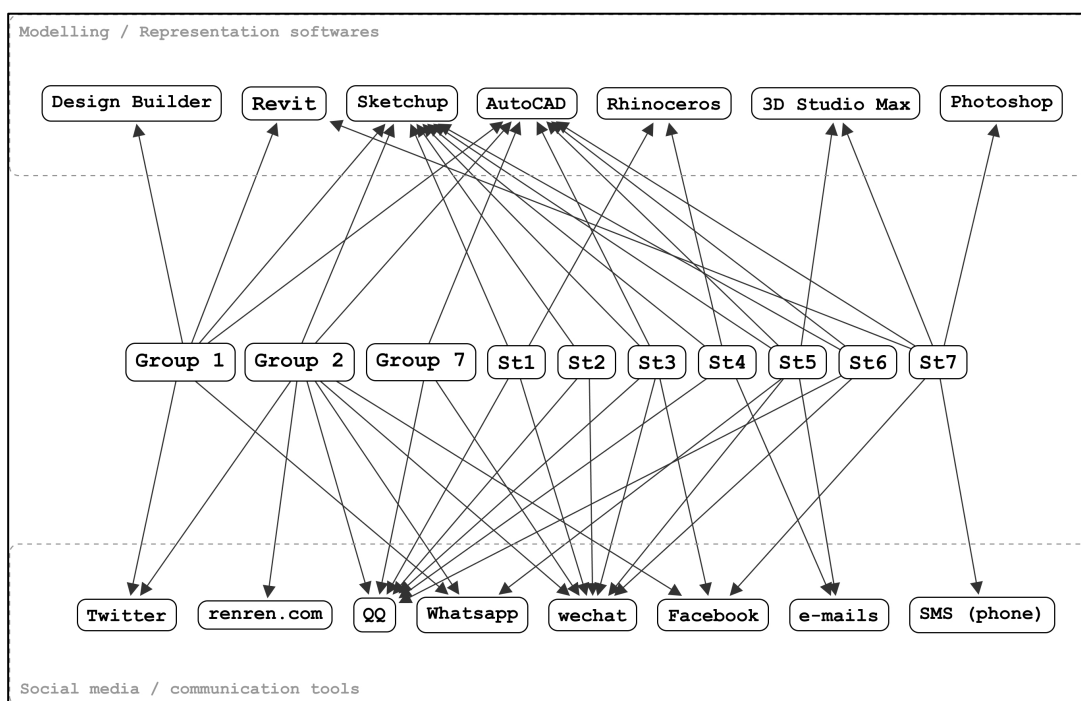 Modelling / Representation softwares
Design Builder
Revit
Sketchup
AutoCAD
Rhinoceros
3D Studio Max
Photoshop
Group 1
Group 2
Group 7
St1
St2
St3
St4
St5
St6
St7
Twitter
renren.com
QQ
Whatsapp
wechat
Facebook
e-mails
SMS (phone)
Social media / communication tools